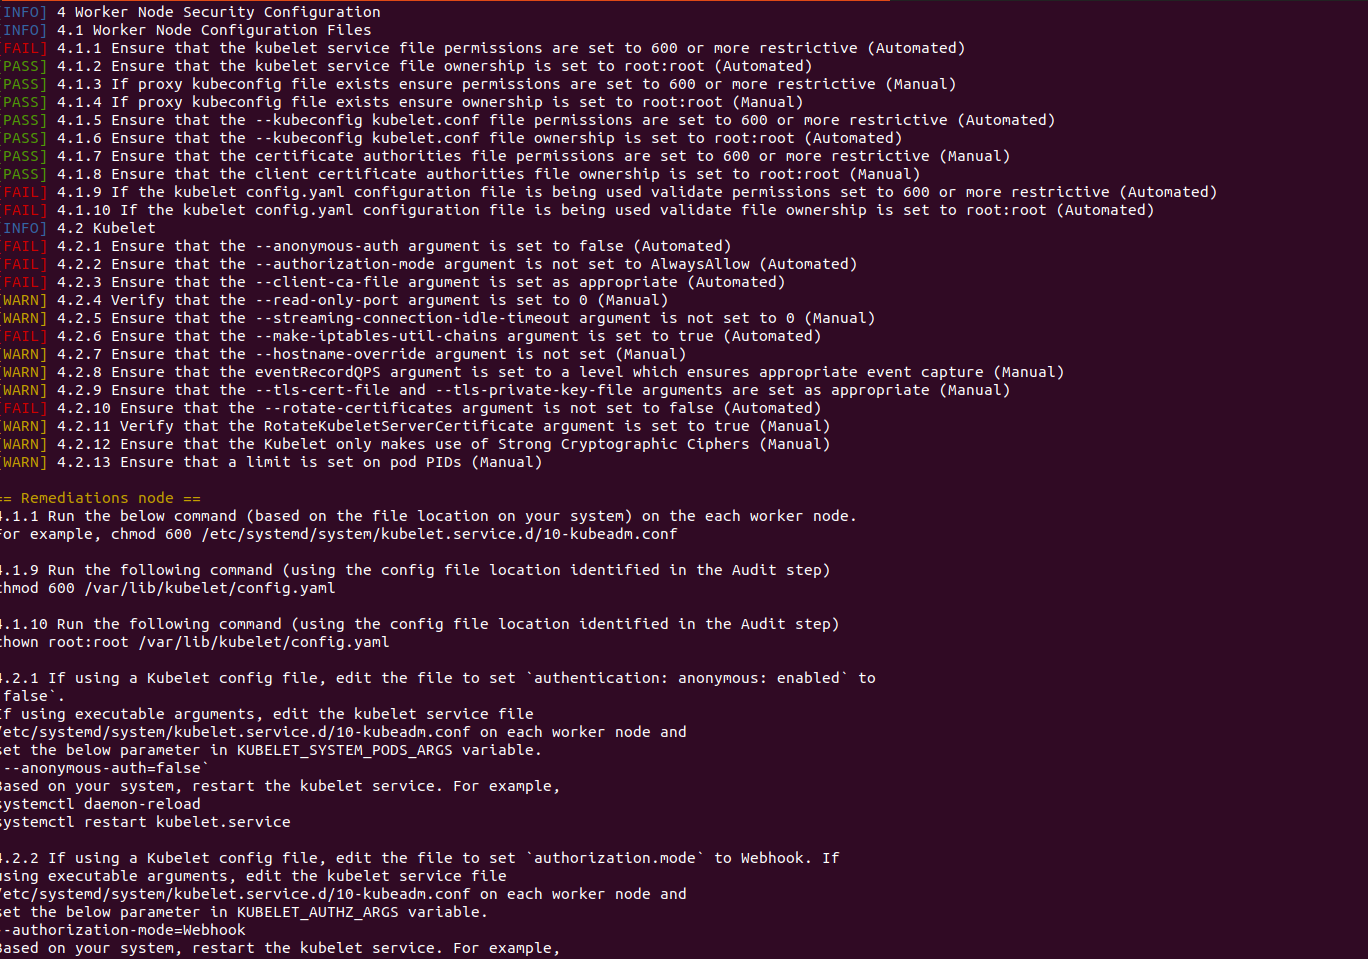 [INFO] 4 Worker Node Security Configuration
[INFO] 4.1 Worker Node Configuration Files
[FAIL] 4.1.1 Ensure that the kubelet service file permissions are set to 600 or more restrictive (Automated)
[PASS] 4.1.2 Ensure that the kubelet service file ownership is set to root:root (Automated)
[PASS] 4.1.3 If proxy kubeconfig file exists ensure permissions are set to 600 or more restrictive (Manual)
[PASS] 4.1.4 If proxy kubeconfig file exists ensure ownership is set to root:root (Manual)
[PASS] 4.1.5 Ensure that the --kubeconfig kubelet.conf file permissions are set to 600 or more restrictive (Automated)
[PASS] 4.1.6 Ensure that the --kubeconfig kubelet.conf file ownership is set to root:root (Automated)
[PASS] 4.1.7 Ensure that the certificate authorities file permissions are set to 600 or more restrictive (Manual)
[PASS] 4.1.8 Ensure that the client certificate authorities file ownership is set to root:root (Manual)
[FAIL] 4.1.9 If the kubelet config.yaml configuration file is being used validate permissions set to 600 or more restrictive (Automated)
[FAIL] 4.1.10 If the kubelet config.yaml configuration file is being used validate file ownership is set to root:root (Automated)
[INFO] 4.2 Kubelet
[FAIL] 4.2.1 Ensure that the --anonymous-auth argument is set to false (Automated)
[FAIL] 4.2.2 Ensure that the --authorization-mode argument is not set to AlwaysAllow (Automated)
[FAIL] 4.2.3 Ensure that the --client-ca-file argument is set as appropriate (Automated)
[WARN] 4.2.4 Verify that the --read-only-port argument is set to 0 (Manual)
[WARN] 4.2.5 Ensure that the --streaming-connection-idle-timeout argument is not set to 0 (Manual)
[FAIL] 4.2.6 Ensure that the --make-iptables-util-chains argument is set to true (Automated)
[WARN] 4.2.7 Ensure that the --hostname-override argument is not set (Manual)
[WARN] 4.2.8 Ensure that the eventRecordQPS argument is set to a level which ensures appropriate event capture (Manual)
[WARN] 4.2.9 Ensure that the --tls-cert-file and --tls-private-key-file arguments are set as appropriate (Manual)
[FAIL] 4.2.10 Ensure that the --rotate-certificates argument is not set to false (Automated)
[WARN] 4.2.11 Verify that the RotateKubeletServerCertificate argument is set to true (Manual)
[WARN] 4.2.12 Ensure that the Kubelet only makes use of Strong Cryptographic Ciphers (Manual)
[WARN] 4.2.13 Ensure that a limit is set on pod PIDs (Manual)
== Remediations node ==
4.1.1 Run the below command (based on the file location on your system) on the each worker node.
For example, chmod 600 /etc/systemd/system/kubelet.service.d/10-kubeadm.conf
4.1.9 Run the following command (using the config file location identified in the Audit step)
chmod 600 /var/lib/kubelet/config.yaml
4.1.10 Run the following command (using the config file location identified in the Audit step)
chown root:root /var/lib/kubelet/config.yaml
4.2.1 If using a Kubelet config file, edit the file to set `authentication: anonymous: enabled` to
`false`.
If using executable arguments, edit the kubelet service file
/etc/systemd/system/kubelet.service.d/10-kubeadm.conf on each worker node and
set the below parameter in KUBELET_SYSTEM_PODS_ARGS variable.
`--anonymous-auth=false`
Based on your system, restart the kubelet service. For example,
systemctl daemon-reload
systemctl restart kubelet.service
4.2.2 If using a Kubelet config file, edit the file to set `authorization.mode` to Webhook. If
using executable arguments, edit the kubelet service file
/etc/systemd/system/kubelet.service.d/10-kubeadm.conf on each worker node and
set the below parameter in KUBELET_AUTHZ_ARGS variable.
--authorization-mode=Webhook
Based on your system, restart the kubelet service. For example,